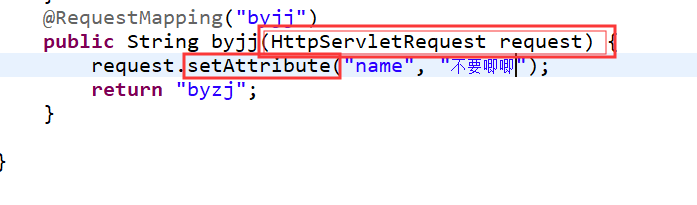 @RequestMapping("byjj")
public String byjj(HttpServletRequest request) {
request.setAttribute("name", "不要唧唧");
return "byzj";
}
}